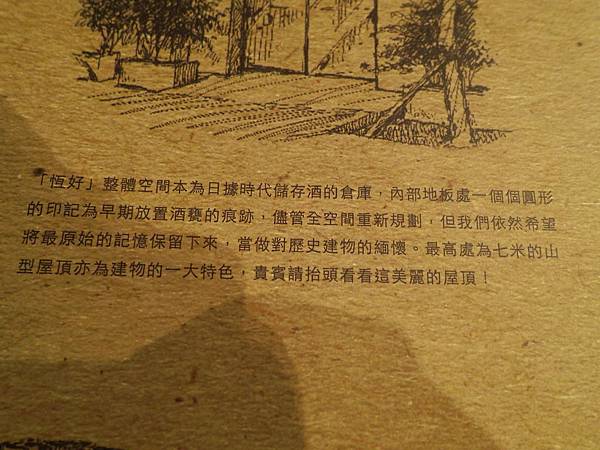 「恆好」整體空間本為日據時代儲存酒的倉庫，內部地板處一個個圓形
的印記為早期放置酒甕的痕跡，儘管全空間重新規劃，但我們依然希望
將最原始的記憶保留下來，當做對歷史建物的緬懷。最高處為七米的山
型屋頂亦為建物的一大特色，貴賓請抬頭看看這美麗的屋頂！